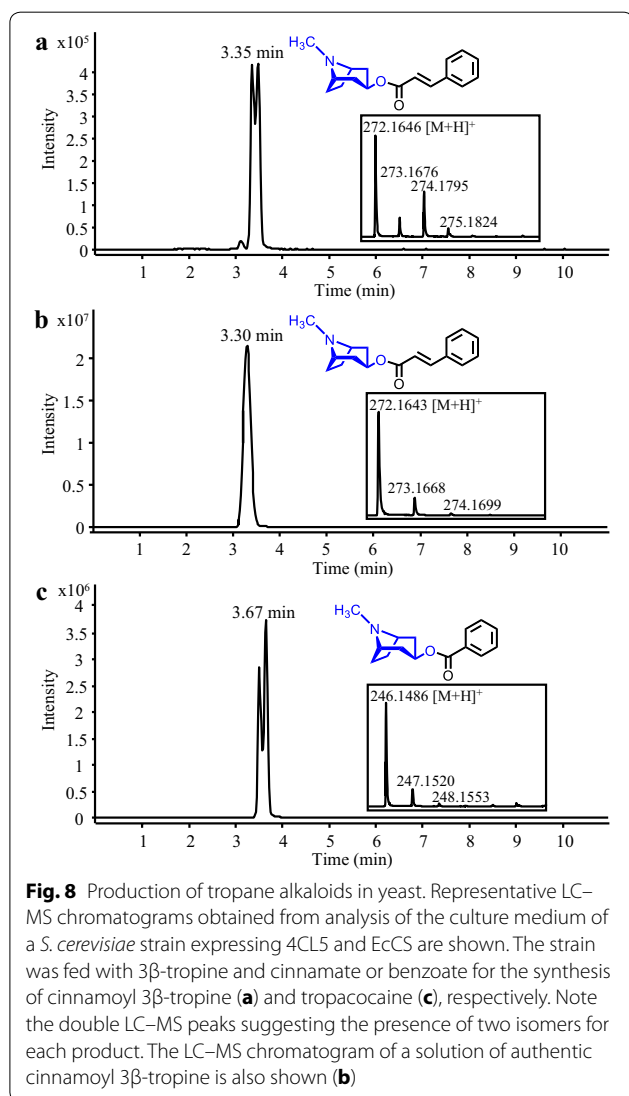 a x10⁵
3.35 min
H₃C
N
O
O
4
3.5
3
2.5
2
1.5
1
0.5
0
Intensity
272.1646 [M+H]⁺
273.1676
274.1795
275.1824
1 2 3 4 5 6 7 8 9 10
Time (min)
b x10⁷
3.30 min
H₃C
N
O
O
2
1.5
1
0.5
0
Intensity
272.1643 [M+H]⁺
273.1668
274.1699
1 2 3 4 5 6 7 8 9 10
Time (min)
c x10⁶
4
3.67 min
H₃C
N
O
O
3.5
3
2.5
2
1.5
1
0.5
0
Intensity
246.1486 [M+H]⁺
247.1520
248.1553
1 2 3 4 5 6 7 8 9 10
Time (min)
Fig. 8 Production of tropane alkaloids in yeast. Representative LC–
MS chromatograms obtained from analysis of the culture medium of
a S. cerevisiae strain expressing 4CL5 and EcCS are shown. The strain
was fed with 3β-tropine and cinnamate or benzoate for the synthesis
of cinnamoyl 3β-tropine (a) and tropacocaine (c), respectively. Note
the double LC–MS peaks suggesting the presence of two isomers for
each product. The LC–MS chromatogram of a solution of authentic
cinnamoyl 3β-tropine is also shown (b)